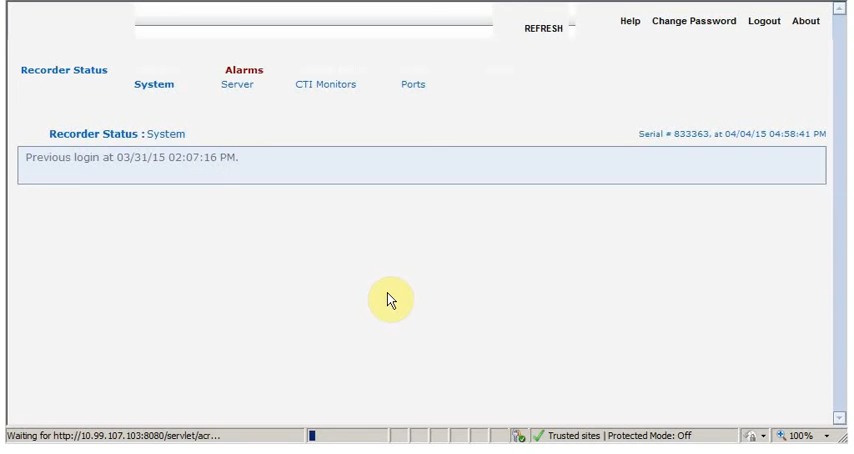 REFRESH
Help Change Password Logout About
Recorder Status Alarms
System Server CTI Monitors Ports
Recorder Status : System Serial # 833363, at 04/04/15 04:58:41 PM
Previous login at 03/31/15 02:07:16 PM.
Waiting for http://10.99.107.103:8080/servlet/acr... Trusted sites | Protected Mode: Off 100%